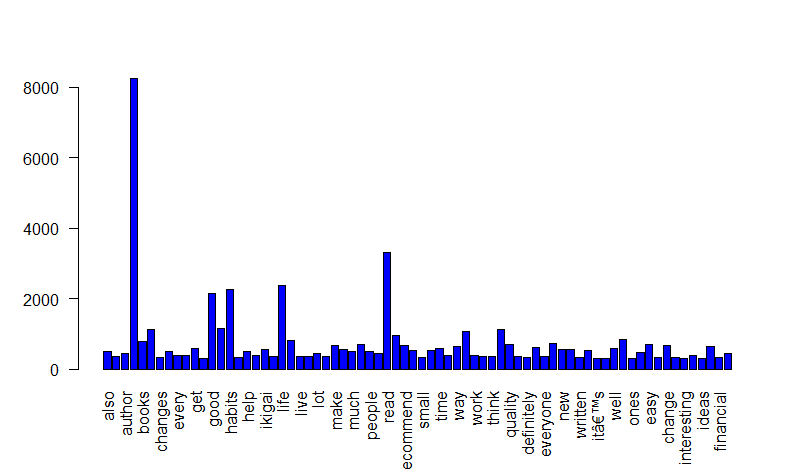 8000
6000
4000
2000
0
also
author
books
changes
every
get
good
habits
help
ikigai
life
live
lot
make
much
people
read
ecommend
small
time
way
work
think
quality
definitely
everyone
new
written
itâ€™s
well
ones
easy
change
interesting
ideas
financial